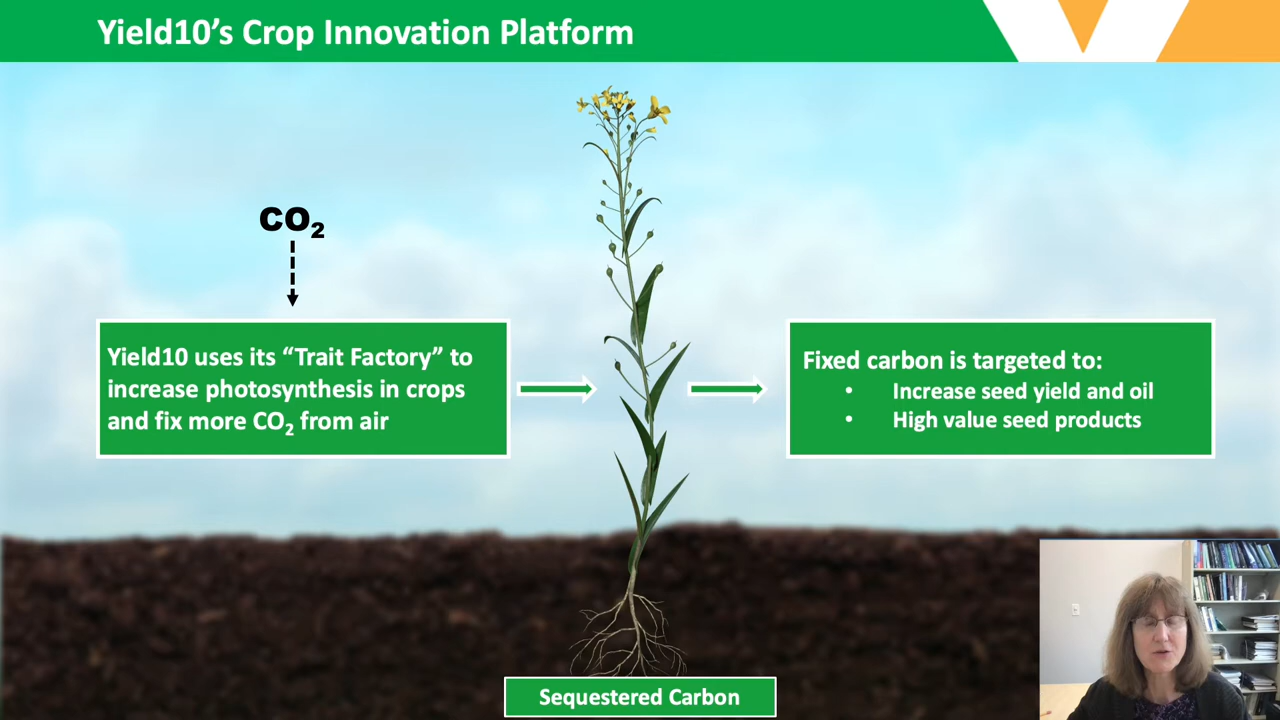 Yield10’s Crop Innovation Platform
CO₂
Yield10 uses its “Trait Factory” to
increase photosynthesis in crops
and fix more CO₂ from air
Fixed carbon is targeted to:
• Increase seed yield and oil
• High value seed products
Sequestered Carbon